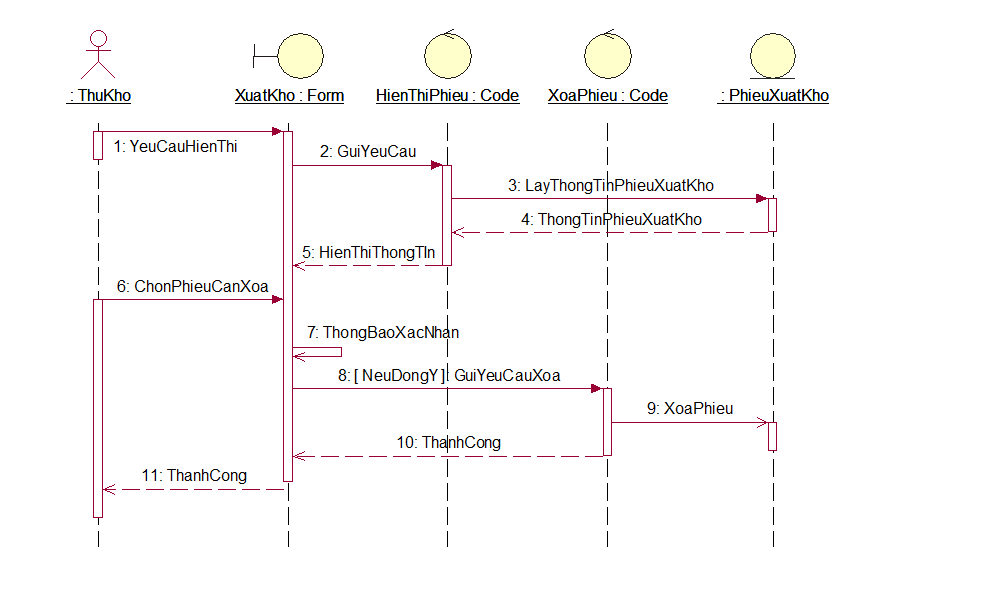 : ThuKho
XuatKho : Form
HienThiPhieu : Code
XoaPhieu : Code
: PhieuXuatKho
1: YeuCauHienThi
2: GuiYeuCau
3: LayThongTinPhieuXuatKho
4: ThongTinPhieuXuatKho
5: HienThiThongTIn
6: ChonPhieuCanXoa
7: ThongBaoXacNhan
8: [ NeuDongY ]: GuiYeuCauXoa
9: XoaPhieu
10: ThanhCong
11: ThanhCong